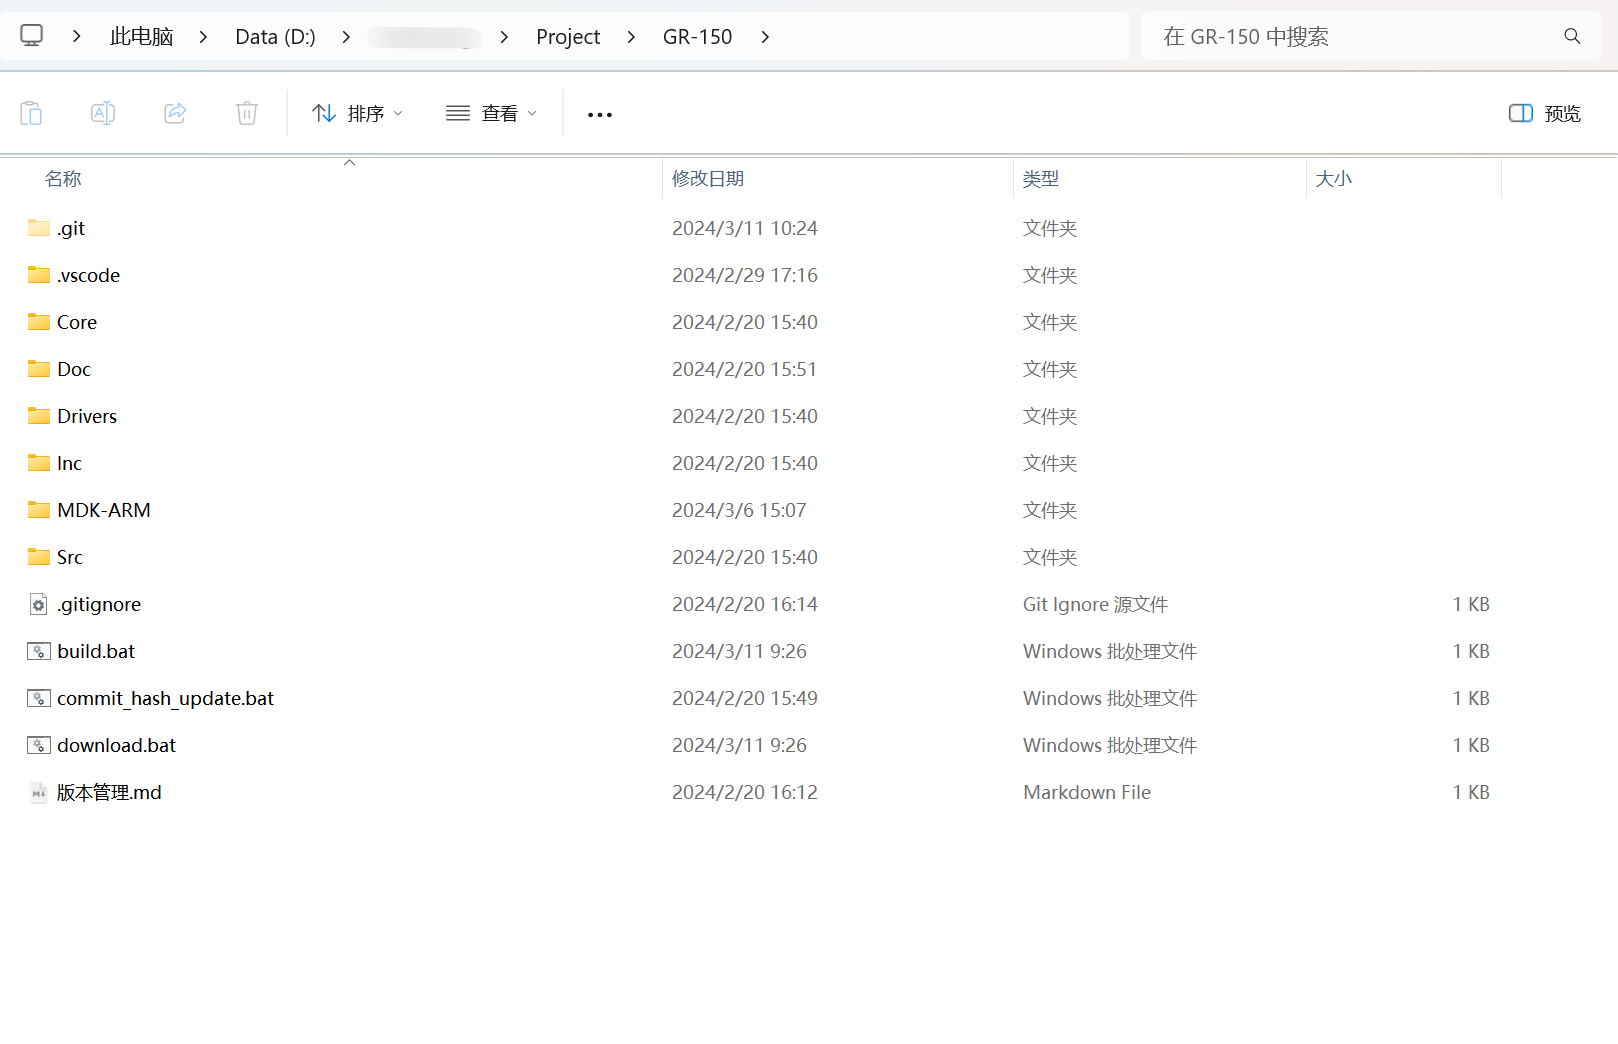 此电脑 Data (D:) Project GR-150 在 GR-150 中搜索
排序 查看 预览
名称 修改日期 类型 大小
.git 2024/3/11 10:24 文件夹
.vscode 2024/2/29 17:16 文件夹
Core 2024/2/20 15:40 文件夹
Doc 2024/2/20 15:51 文件夹
Drivers 2024/2/20 15:40 文件夹
Inc 2024/2/20 15:40 文件夹
MDK-ARM 2024/3/6 15:07 文件夹
Src 2024/2/20 15:40 文件夹
.gitignore 2024/2/20 16:14 Git Ignore 源文件 1 KB
build.bat 2024/3/11 9:26 Windows 批处理文件 1 KB
commit_hash_update.bat 2024/2/20 15:49 Windows 批处理文件 1 KB
download.bat 2024/3/11 9:26 Windows 批处理文件 1 KB
版本管理.md 2024/2/20 16:12 Markdown File 1 KB